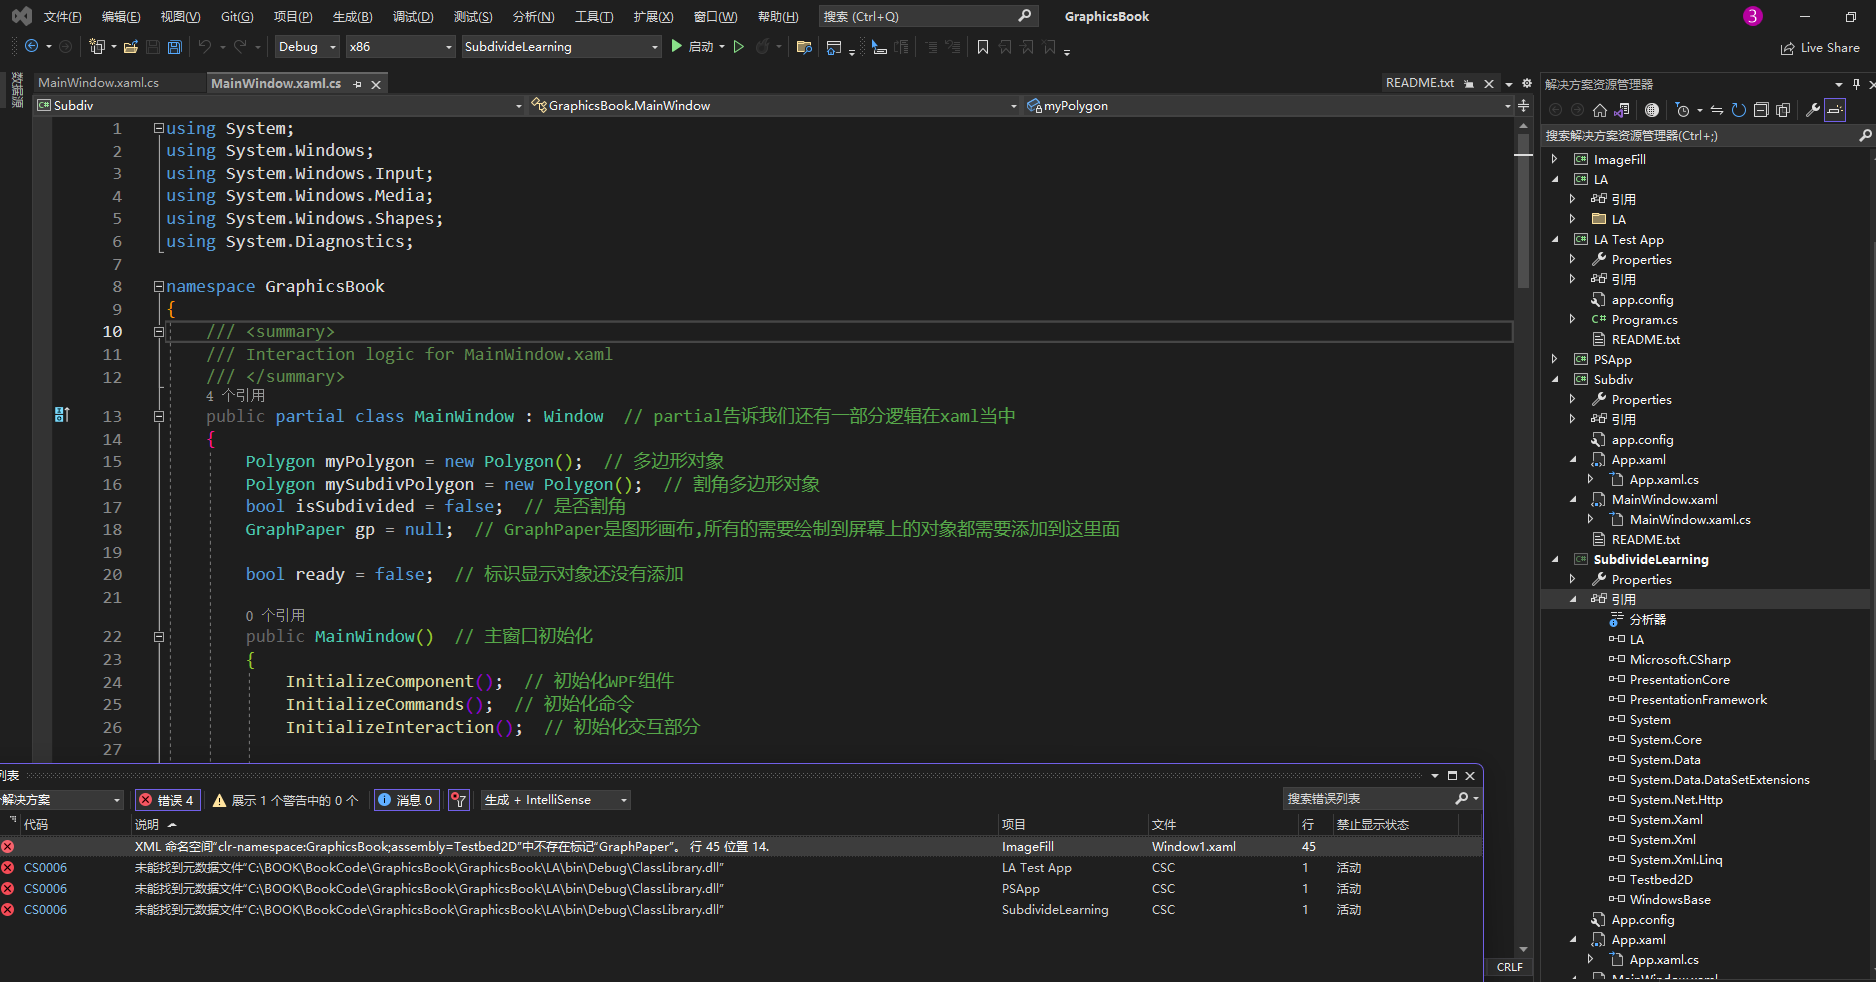 文件(F) 编辑(E) 视图(V) Git(G) 项目(P) 生成(B) 调试(D) 测试(S) 分析(N) 工具(T) 扩展(X) 窗口(W) 帮助(H) 搜索 (Ctrl+Q) GraphicsBook 3
Debug x86 SubdivideLearning 启动 Live Share
数据源
MainWindow.xaml.cs MainWindow.xaml.cs README.txt
Subdiv GraphicsBook.MainWindow myPolygon
1 using System;
2 using System.Windows;
3 using System.Windows.Input;
4 using System.Windows.Media;
5 using System.Windows.Shapes;
6 using System.Diagnostics;
7
8 namespace GraphicsBook
9 {
10 /// <summary>
11 /// Interaction logic for MainWindow.xaml
12 /// </summary>
4 个引用
13 public partial class MainWindow : Window // partial告诉我们还有一部分逻辑在xaml当中
14 {
15 Polygon myPolygon = new Polygon(); // 多边形对象
16 Polygon mySubdivPolygon = new Polygon(); // 割角多边形对象
17 bool isSubdivided = false; // 是否割角
18 GraphPaper gp = null; // GraphPaper是图形画布,所有的需要绘制到屏幕上的对象都需要添加到这里面
19
20 bool ready = false; // 标识显示对象还没有添加
21
0 个引用
22 public MainWindow() // 主窗口初始化
23 {
24 InitializeComponent(); // 初始化WPF组件
25 InitializeCommands(); // 初始化命令
26 InitializeInteraction(); // 初始化交互部分
27
列表
解决方案 错误 4 展示 1 个警告中的 0 个 消息 0 生成 + IntelliSense 搜索错误列表
代码 说明 项目 文件 行 禁止显示状态
XML 命名空间"clr-namespace:GraphicsBook;assembly=Testbed2D"中不存在标记"GraphPaper"。 行 45 位置 14. ImageFill Window1.xaml 45
CS0006 未能找到元数据文件"C:\BOOK\BookCode\GraphicsBook\GraphicsBook\LA\bin\Debug\ClassLibrary.dll" LA Test App CSC 1 活动
CS0006 未能找到元数据文件"C:\BOOK\BookCode\GraphicsBook\GraphicsBook\LA\bin\Debug\ClassLibrary.dll" PSApp CSC 1 活动
CS0006 未能找到元数据文件"C:\BOOK\BookCode\GraphicsBook\GraphicsBook\LA\bin\Debug\ClassLibrary.dll" SubdivideLearning CSC 1 活动
CRLF
解决方案资源管理器
搜索解决方案资源管理器(Ctrl+;)
ImageFill
LA
引用
LA
LA Test App
Properties
引用
app.config
Program.cs
README.txt
PSApp
Subdiv
Properties
引用
app.config
App.xaml
App.xaml.cs
MainWindow.xaml
MainWindow.xaml.cs
README.txt
SubdivideLearning
Properties
引用
分析器
LA
Microsoft.CSharp
PresentationCore
PresentationFramework
System
System.Core
System.Data
System.Data.DataSetExtensions
System.Net.Http
System.Xaml
System.Xml
System.Xml.Linq
Testbed2D
WindowsBase
App.config
App.xaml
App.xaml.cs
MainWindow.xaml